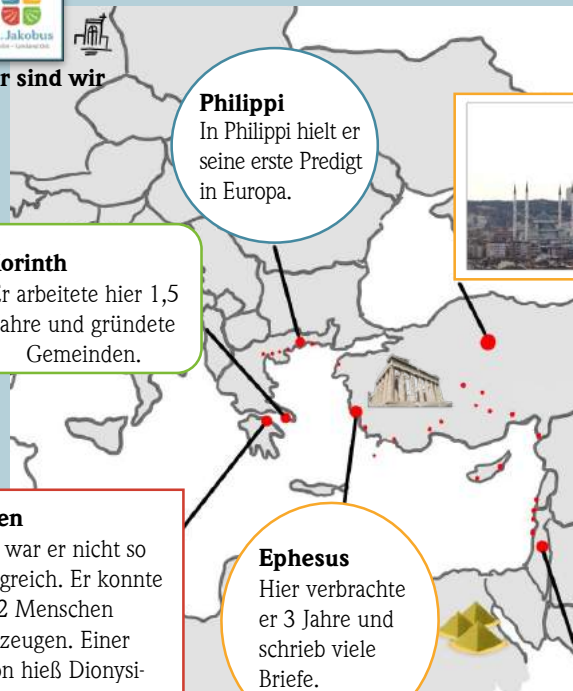 . Jakobus
r sind wir
Philippi
In Philippi hielt er
seine erste Predigt
in Europa.
orinth
r arbeitete hier 1,5
ahre und gründete
Gemeinden.
en
war er nicht so
greich. Er konnte
2 Menschen
zeugen. Einer
on hieß Dionysi-
Ephesus
Hier verbrachte
er 3 Jahre und
schrieb viele
Briefe.